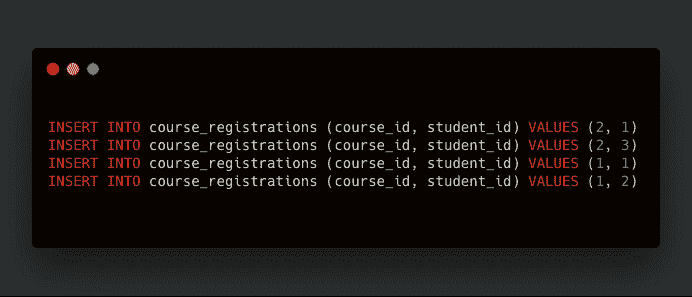 INSERT INTO course_registrations (course_id, student_id) VALUES (2, 1)
INSERT INTO course_registrations (course_id, student_id) VALUES (2, 3)
INSERT INTO course_registrations (course_id, student_id) VALUES (1, 1)
INSERT INTO course_registrations (course_id, student_id) VALUES (1, 2)